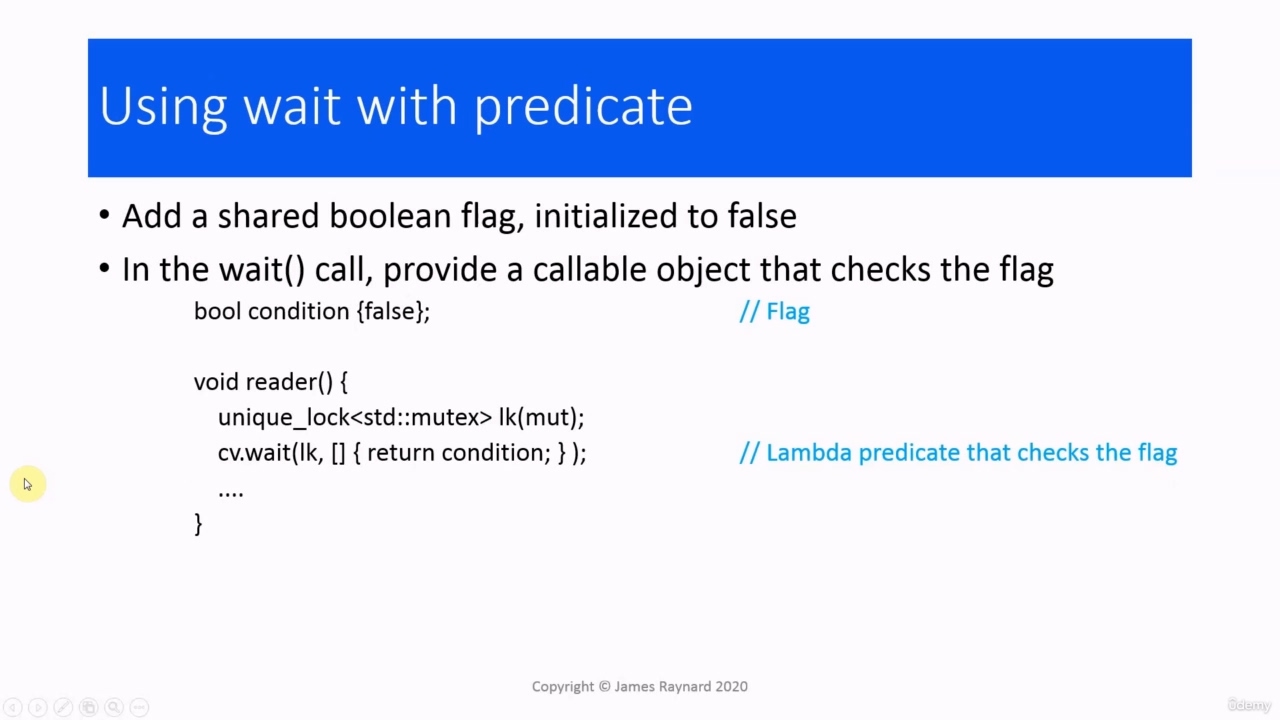 Using wait with predicate
• Add a shared boolean flag, initialized to false
• In the wait() call, provide a callable object that checks the flag
bool condition {false}; // Flag
void reader() {
unique_lock<std::mutex> lk(mut);
cv.wait(lk, [] { return condition; } ); // Lambda predicate that checks the flag
....
}
Copyright © James Raynard 2020
ûdemy